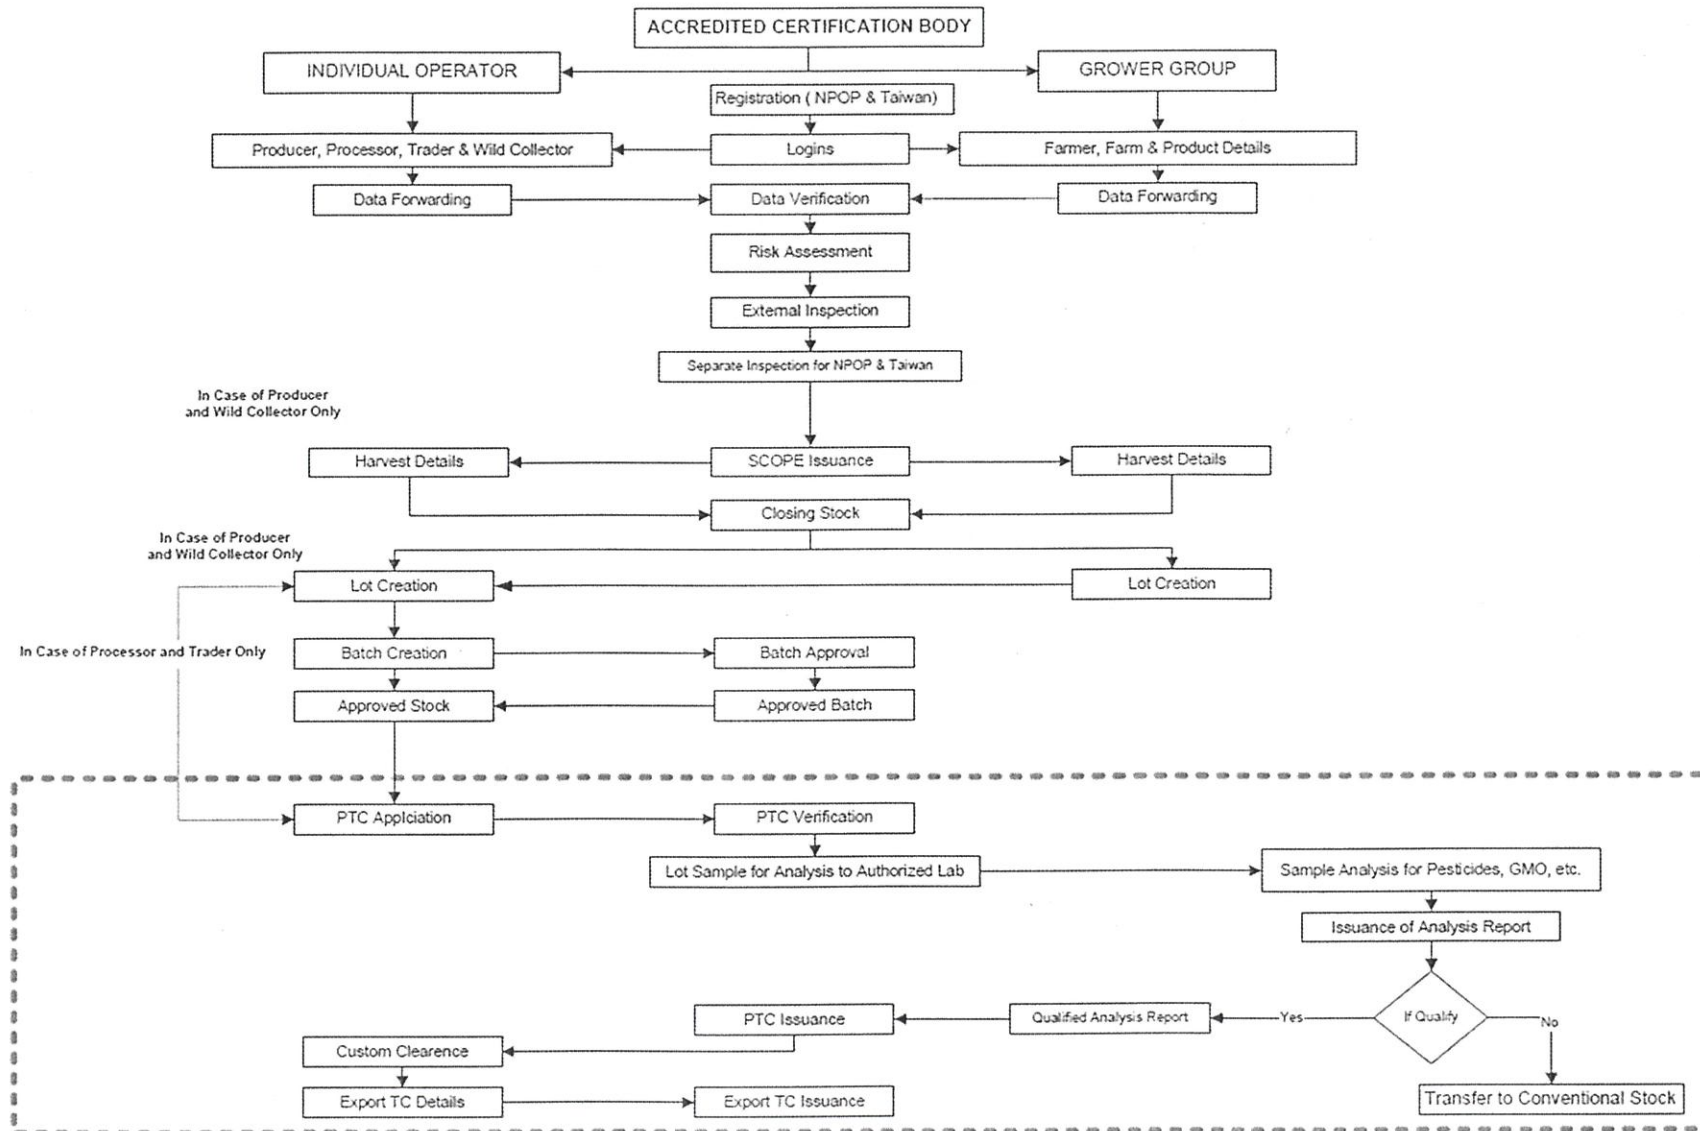 ACCREDITED CERTIFICATION BODY
INDIVIDUAL OPERATOR
GROWER GROUP
Registration ( NPOP & Taiwan)
Producer, Processor, Trader & Wild Collector
Logins
Farmer, Farm & Product Details
Data Forwarding
Data Verification
Data Forwarding
Risk Assessment
External Inspection
Separate Inspection for NPOP & Taiwan
In Case of Producer
and Wild Collector Only
Harvest Details
SCOPE Issuance
Harvest Details
Closing Stock
In Case of Producer
and Wild Collector Only
Lot Creation
Lot Creation
In Case of Processor and Trader Only
Batch Creation
Batch Approval
Approved Stock
Approved Batch
PTC Applciation
PTC Verification
Lot Sample for Analysis to Authorized Lab
Sample Analysis for Pesticides, GMO, etc.
Issuance of Analysis Report
PTC Issuance
Qualified Analysis Report
Yes
If Qualify
No
Custom Clearence
Export TC Details
Export TC Issuance
Transfer to Conventional Stock